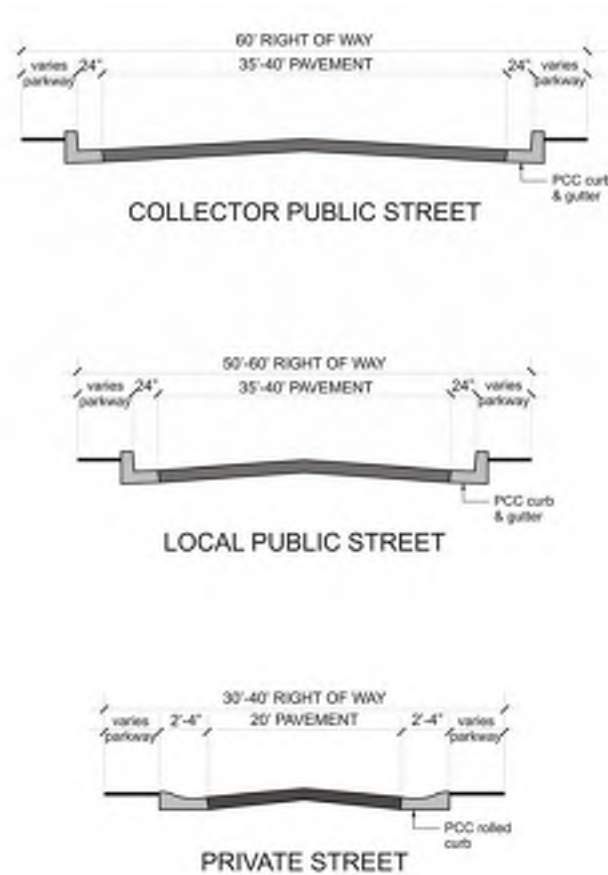 60' RIGHT OF WAY
varies parkway 24" 35'-40' PAVEMENT 24" varies parkway
PCC curb
& gutter
COLLECTOR PUBLIC STREET
50'-60' RIGHT OF WAY
varies parkway 24" 35'-40' PAVEMENT 24" varies parkway
PCC curb
& gutter
LOCAL PUBLIC STREET
30'-40' RIGHT OF WAY
varies parkway 2'-4" 20' PAVEMENT 2'-4" varies parkway
PCC rolled
curb
PRIVATE STREET